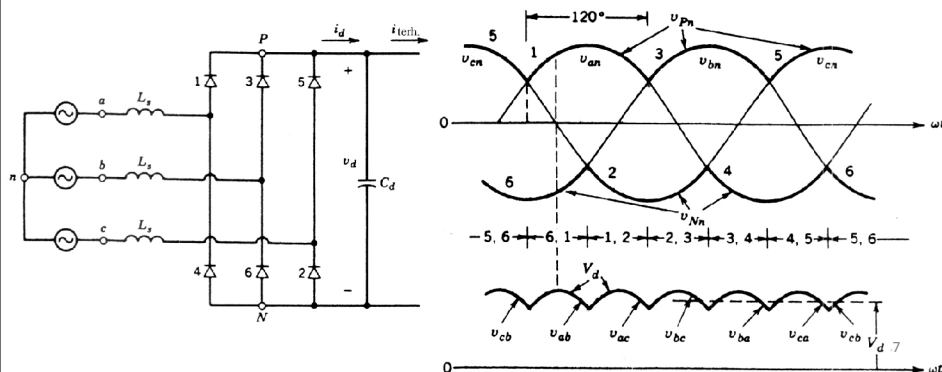 P
i_d
i_terh.
1
3
5
+
a
L_s
n
b
L_s
v_d
C_d
c
L_s
4
6
2
−
N
120°
5
1
v_Pn
3
5
v_cn
v_an
v_bn
v_cn
0
ωt
6
2
4
6
v_Nn
5, 6
6, 1
1, 2
2, 3
3, 4
4, 5
5, 6
V_d
v_cb
v_ab
v_ac
v_bc
v_ba
v_ca
v_cb
V_d .7
0
ωt